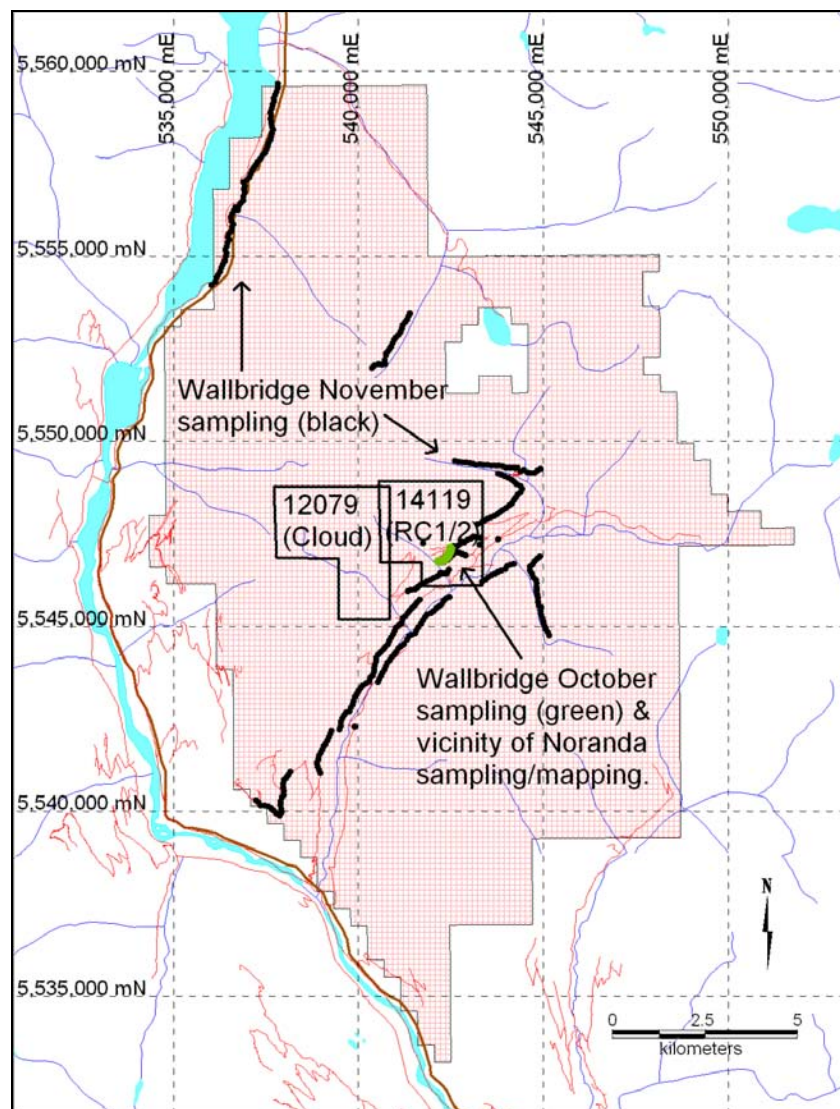 535,000 mE
540,000 mE
545,000 mE
550,000 mE
5,560,000 mN
5,555,000 mN
Wallbridge November
sampling (black)
5,550,000 mN
12079
(Cloud)
14119
(RC1/2)
5,545,000 mN
Wallbridge October
sampling (green) &
vicinity of Noranda
sampling/mapping.
5,540,000 mN
N
5,535,000 mN
0 2.5 5
kilometers